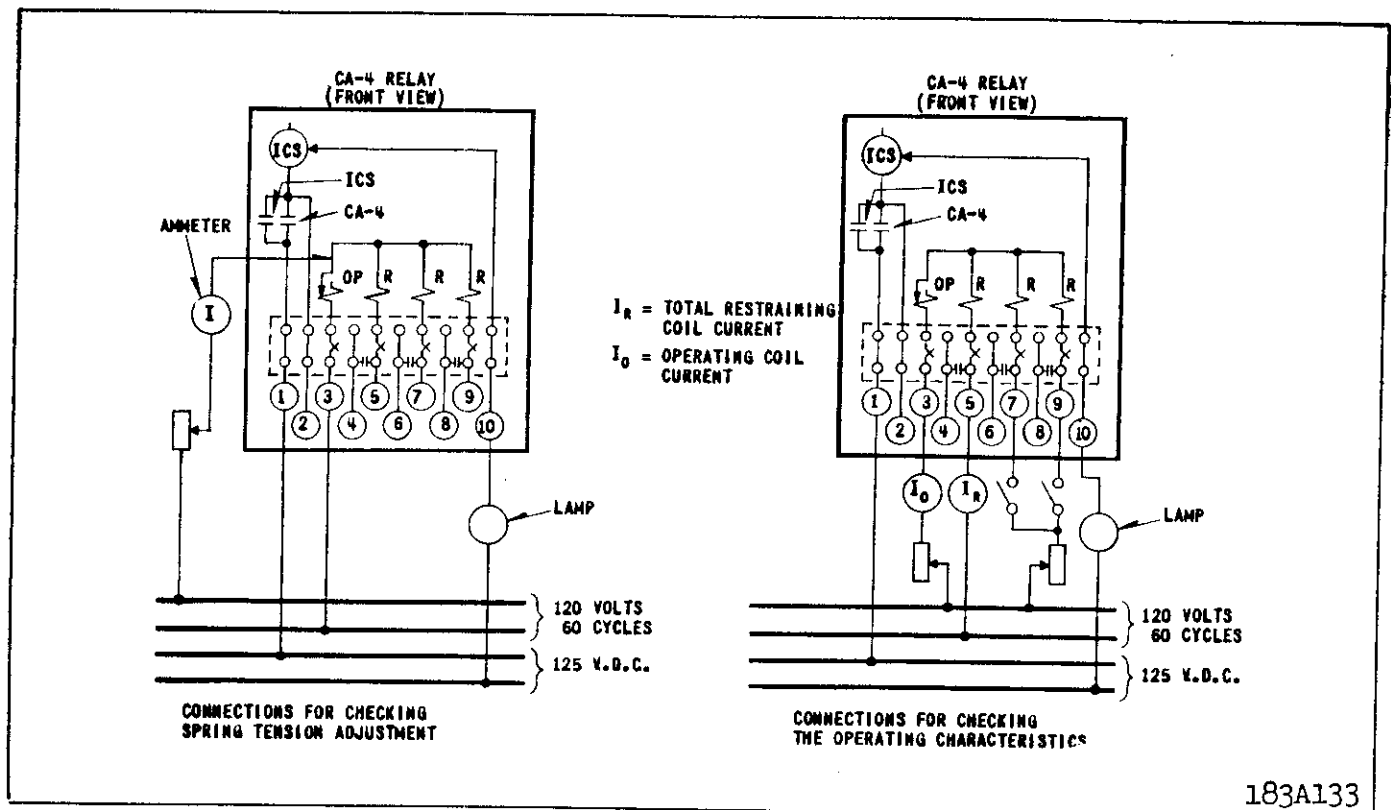 CA-4 RELAY
(FRONT VIEW)
ICS
ICS
CA-4
AMMETER
I
OP
R
R
R
1
3
5
7
9
2
4
6
8
10
LAMP
120 VOLTS
60 CYCLES
125 V.D.C.
CONNECTIONS FOR CHECKING
SPRING TENSION ADJUSTMENT
I_R = TOTAL RESTRAINING
COIL CURRENT
I_O = OPERATING COIL
CURRENT
CA-4 RELAY
(FRONT VIEW)
ICS
ICS
CA-4
OP
R
R
R
1
3
5
7
9
2
4
6
8
10
I_O
I_R
LAMP
120 VOLTS
60 CYCLES
125 V.D.C.
CONNECTIONS FOR CHECKING
THE OPERATING CHARACTERISTICS
183A133